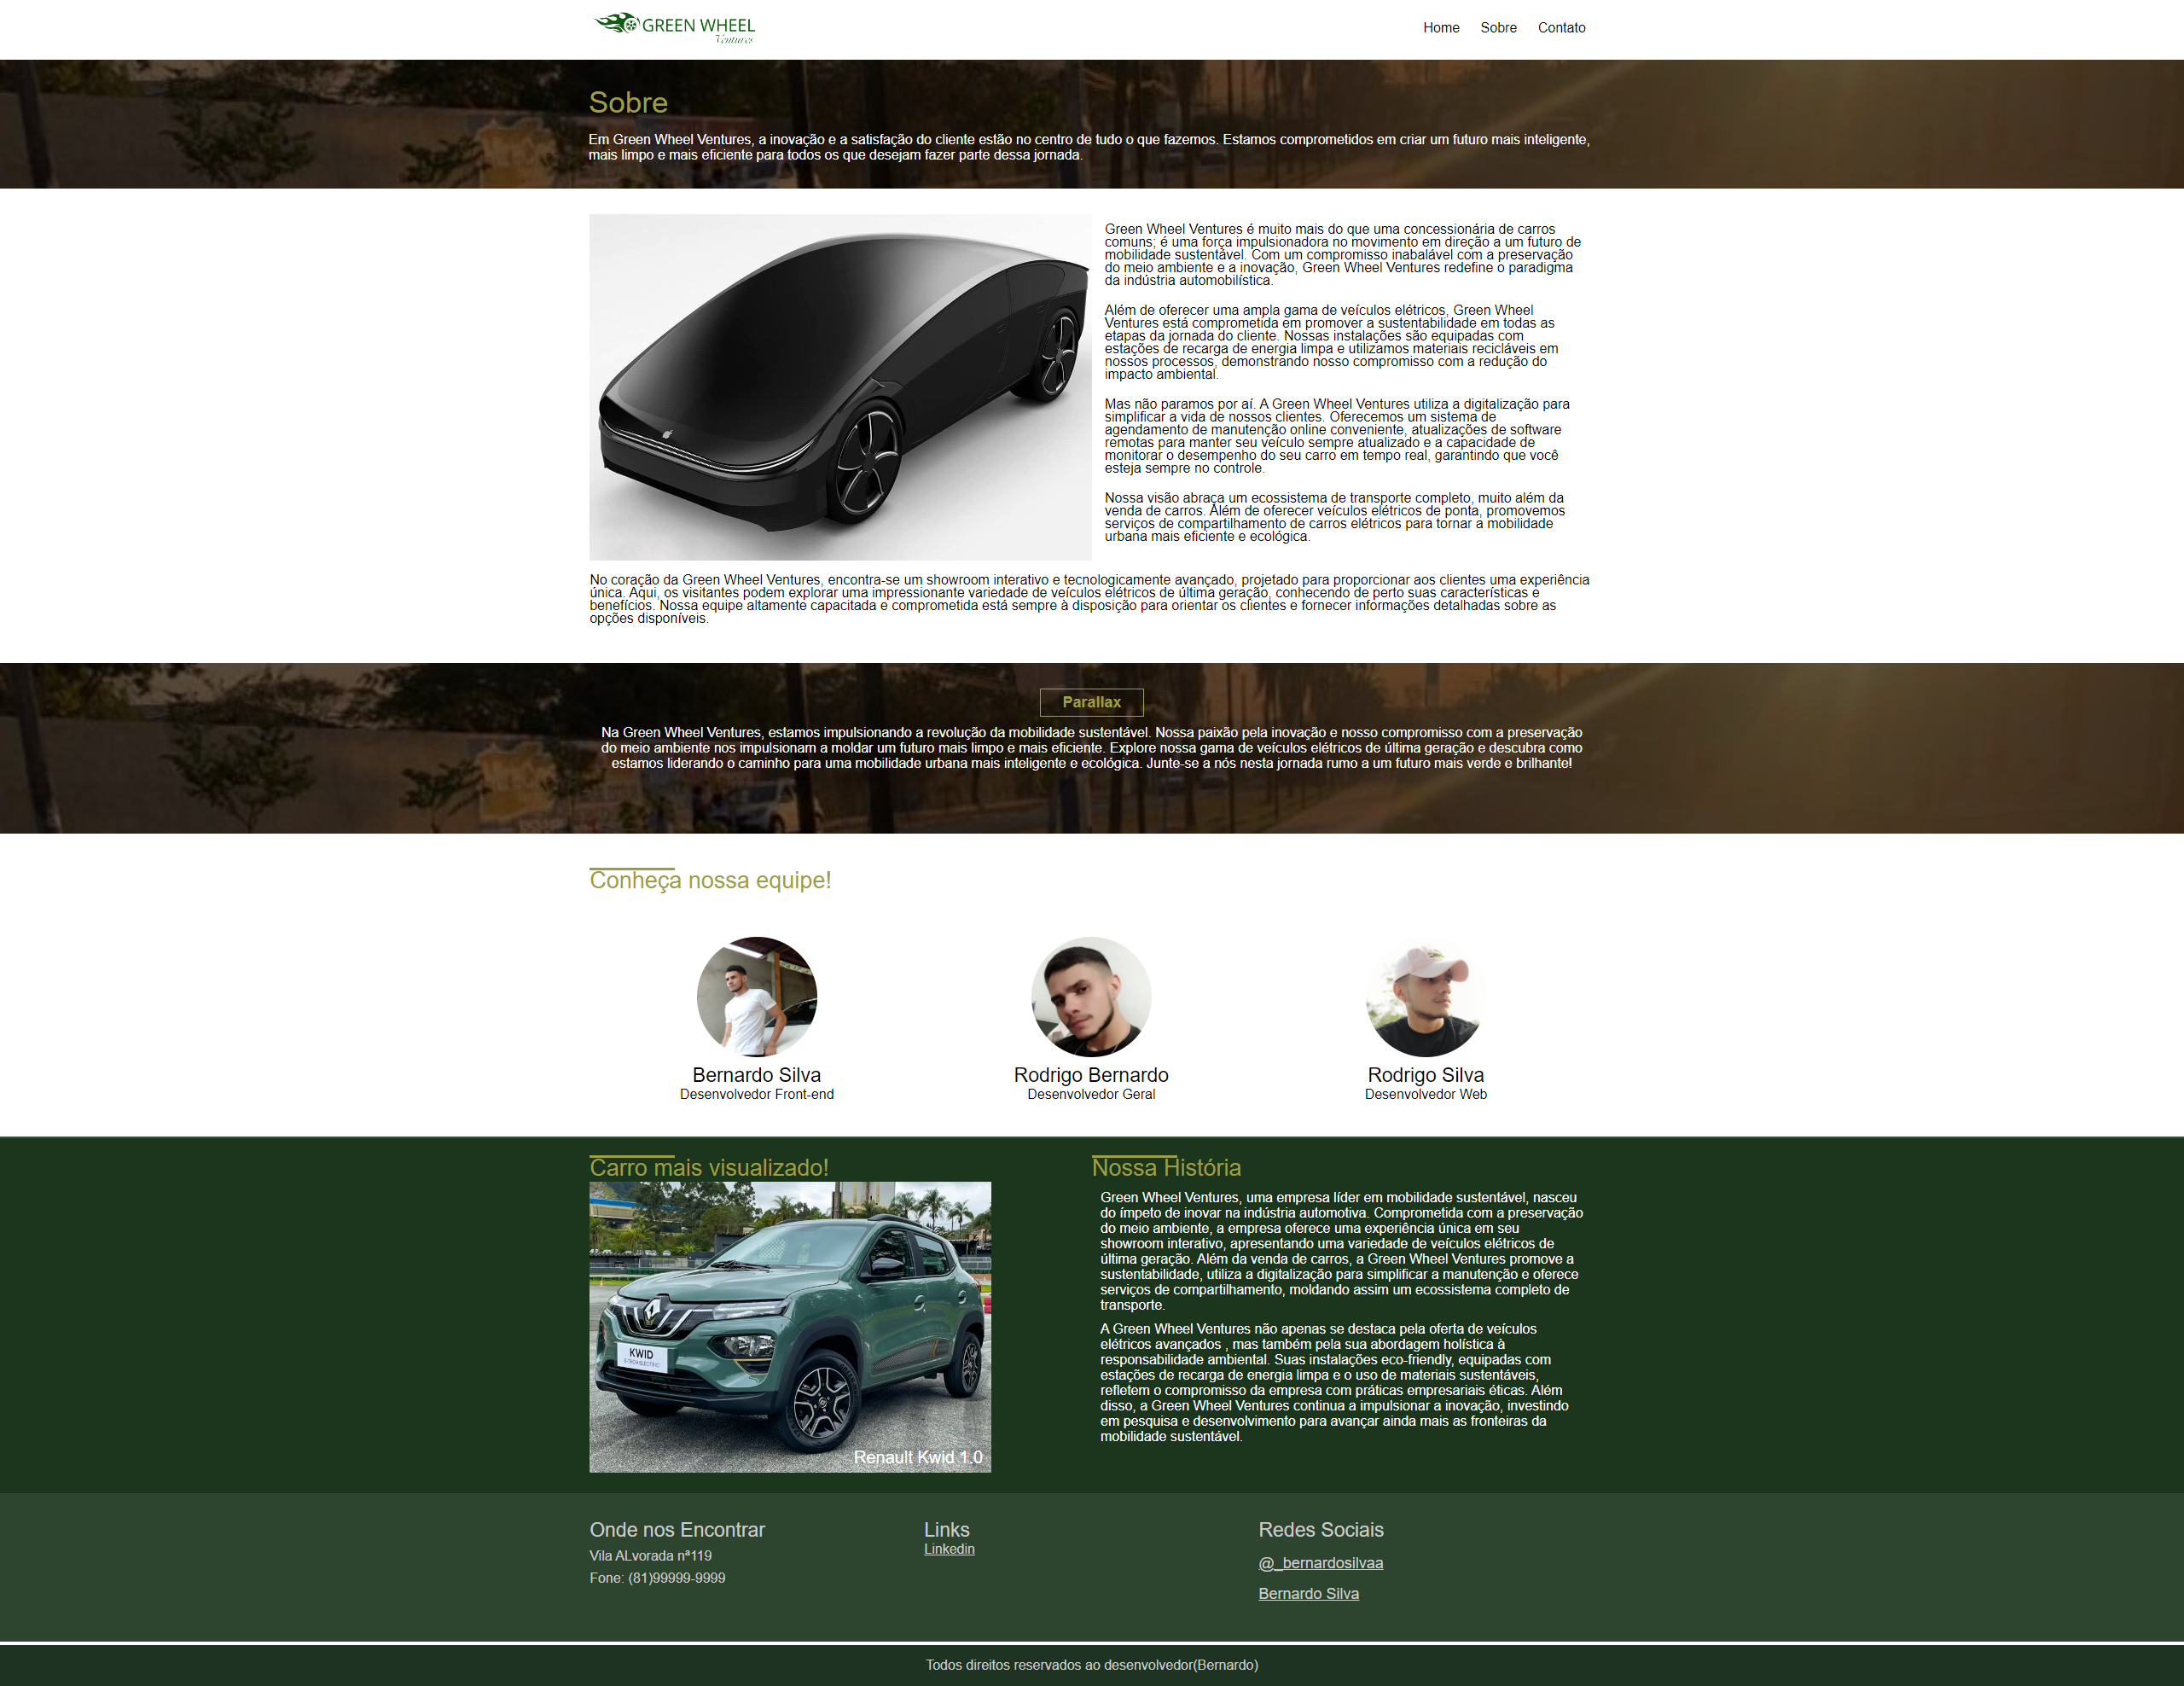 GREEN WHEEL
Ventures
Home Sobre Contato
Sobre
Em Green Wheel Ventures, a inovação e a satisfação do cliente estão no centro de tudo o que fazemos. Estamos comprometidos em criar um futuro mais inteligente,
mais limpo e mais eficiente para todos os que desejam fazer parte dessa jornada.
Green Wheel Ventures é muito mais do que uma concessionária de carros
comuns; é uma força impulsionadora no movimento em direção a um futuro de
mobilidade sustentável. Com um compromisso inabalável com a preservação
do meio ambiente e a inovação, Green Wheel Ventures redefine o paradigma
da indústria automobilística.
Além de oferecer uma ampla gama de veículos elétricos, Green Wheel
Ventures está comprometida em promover a sustentabilidade em todas as
etapas da jornada do cliente. Nossas instalações são equipadas com
estações de recarga de energia limpa e utilizamos materiais recicláveis em
nossos processos, demonstrando nosso compromisso com a redução do
impacto ambiental.
Mas não paramos por aí. A Green Wheel Ventures utiliza a digitalização para
simplificar a vida de nossos clientes. Oferecemos um sistema de
agendamento de manutenção online conveniente, atualizações de software
remotas para manter seu veículo sempre atualizado e a capacidade de
monitorar o desempenho do seu carro em tempo real, garantindo que você
esteja sempre no controle.
Nossa visão abraça um ecossistema de transporte completo, muito além da
venda de carros. Além de oferecer veículos elétricos de ponta, promovemos
serviços de compartilhamento de carros elétricos para tornar a mobilidade
urbana mais eficiente e ecológica.
No coração da Green Wheel Ventures, encontra-se um showroom interativo e tecnologicamente avançado, projetado para proporcionar aos clientes uma experiência
única. Aqui, os visitantes podem explorar uma impressionante variedade de veículos elétricos de última geração, conhecendo de perto suas características e
benefícios. Nossa equipe altamente capacitada e comprometida está sempre à disposição para orientar os clientes e fornecer informações detalhadas sobre as
opções disponíveis.
Parallax
Na Green Wheel Ventures, estamos impulsionando a revolução da mobilidade sustentável. Nossa paixão pela inovação e nosso compromisso com a preservação
do meio ambiente nos impulsionam a moldar um futuro mais limpo e mais eficiente. Explore nossa gama de veículos elétricos de última geração e descubra como
estamos liderando o caminho para uma mobilidade urbana mais inteligente e ecológica. Junte-se a nós nesta jornada rumo a um futuro mais verde e brilhante!
Conheça nossa equipe!
Bernardo Silva
Desenvolvedor Front-end
Rodrigo Bernardo
Desenvolvedor Geral
Rodrigo Silva
Desenvolvedor Web
Carro mais visualizado!
KWID
E-TECH ELECTRIC
Renault Kwid 1.0
Nossa História
Green Wheel Ventures, uma empresa líder em mobilidade sustentável, nasceu
do ímpeto de inovar na indústria automotiva. Comprometida com a preservação
do meio ambiente, a empresa oferece uma experiência única em seu
showroom interativo, apresentando uma variedade de veículos elétricos de
última geração. Além da venda de carros, a Green Wheel Ventures promove a
sustentabilidade, utiliza a digitalização para simplificar a manutenção e oferece
serviços de compartilhamento, moldando assim um ecossistema completo de
transporte.
A Green Wheel Ventures não apenas se destaca pela oferta de veículos
elétricos avançados , mas também pela sua abordagem holística à
responsabilidade ambiental. Suas instalações eco-friendly, equipadas com
estações de recarga de energia limpa e o uso de materiais sustentáveis,
refletem o compromisso da empresa com práticas empresariais éticas. Além
disso, a Green Wheel Ventures continua a impulsionar a inovação, investindo
em pesquisa e desenvolvimento para avançar ainda mais as fronteiras da
mobilidade sustentável.
Onde nos Encontrar
Vila ALvorada nª119
Fone: (81)99999-9999
Links
Linkedin
Redes Sociais
@_bernardosilvaa
Bernardo Silva
Todos direitos reservados ao desenvolvedor(Bernardo)